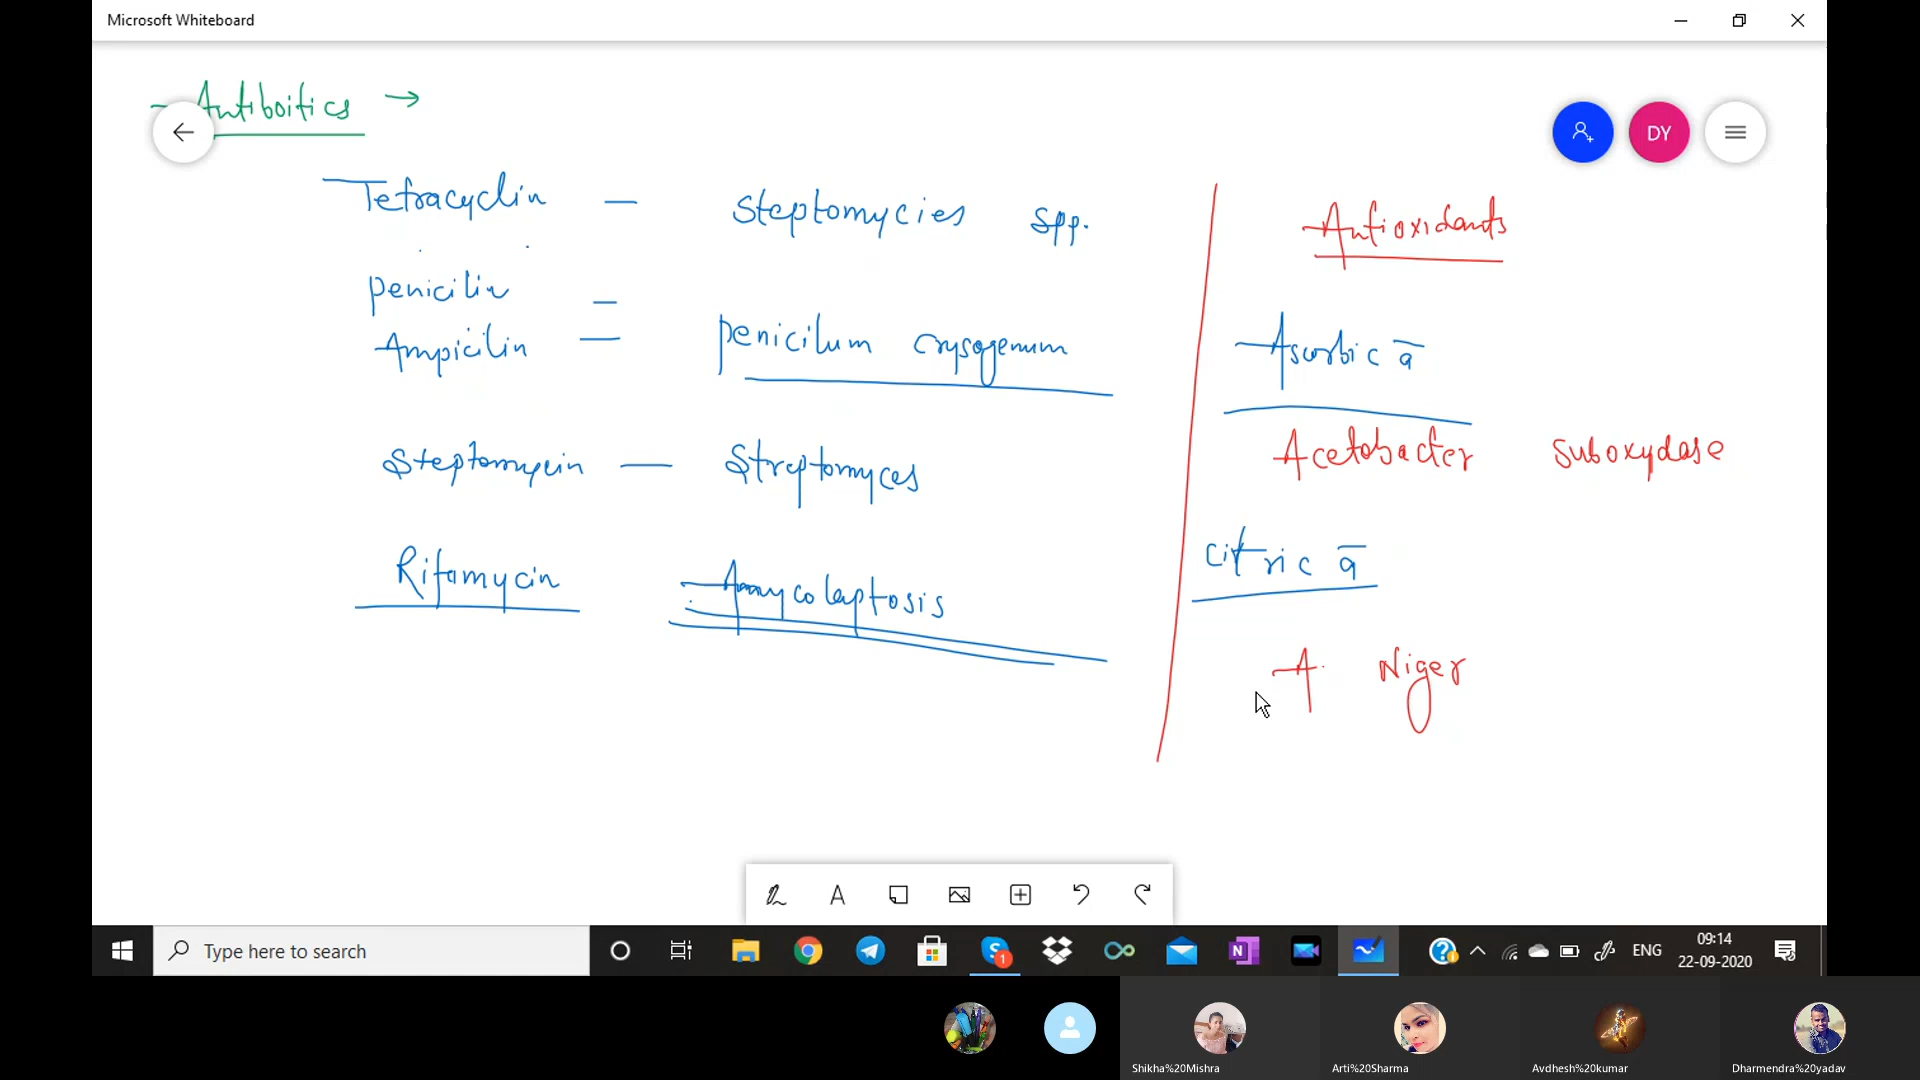 Microsoft Whiteboard
Antiboitics →
DY
Tetracyclin — Steptomycies Spp.
Penicilin —
Ampicilin — Penicilum Crysogenum
Steptomycin — Streptomyces
Rifamycin Amycolaptosis
Antioxidants
Ascorbic a̅
Acetobacter Suboxydase
Citric a̅
A. Niger
Type here to search
1
ENG
09:14
22-09-2020
Shikha%20Mishra
Arti%20Sharma
Avdhesh%20kumar
Dharmendra%20yadav